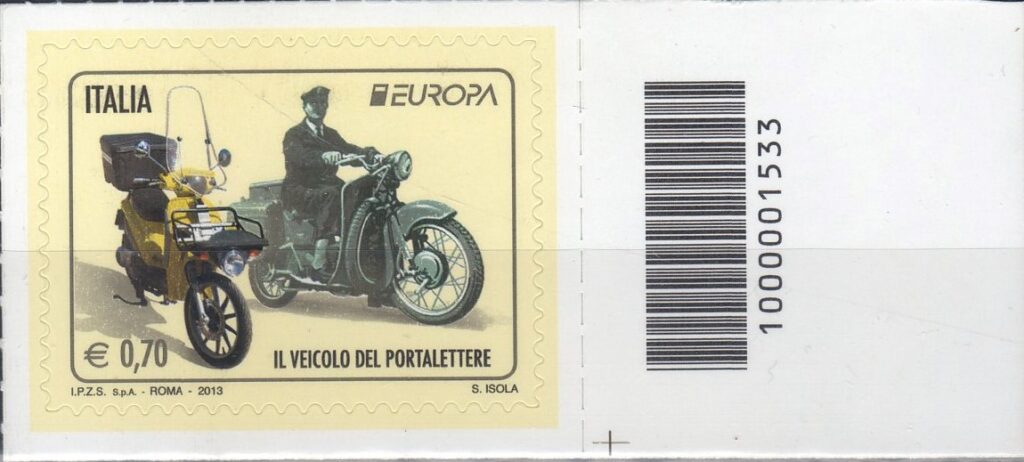 ITALIA
EUROPA
€ 0,70
IL VEICOLO DEL PORTALETTERE
I.P.Z.S. S.p.A. - ROMA - 2013
S. ISOLA
1000001533